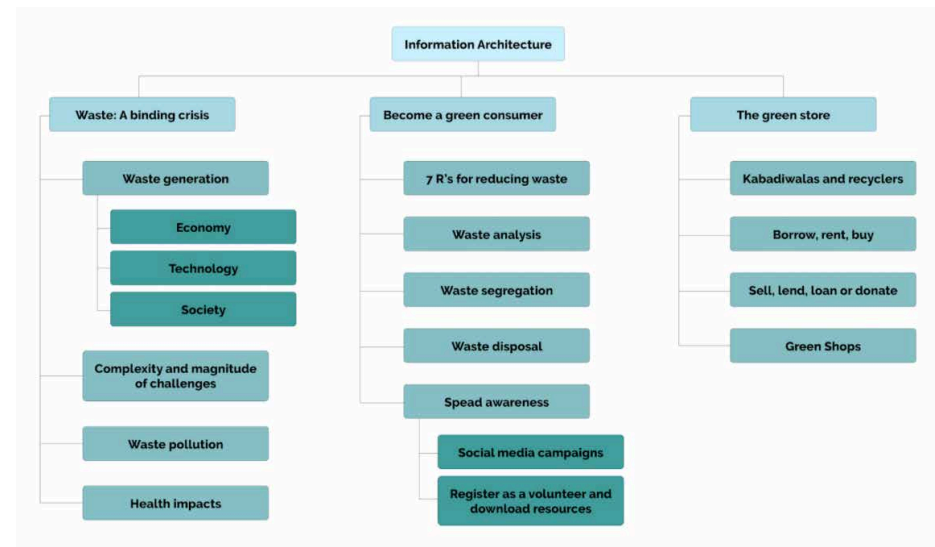 Information Architecture
Waste: A binding crisis
Waste generation
Economy
Technology
Society
Complexity and magnitude
of challenges
Waste pollution
Health impacts
Become a green consumer
7 R's for reducing waste
Waste analysis
Waste segregation
Waste disposal
Spead awareness
Social media campaigns
Register as a volunteer and
download resources
The green store
Kabadiwalas and recyclers
Borrow, rent, buy
Sell, lend, loan or donate
Green Shops